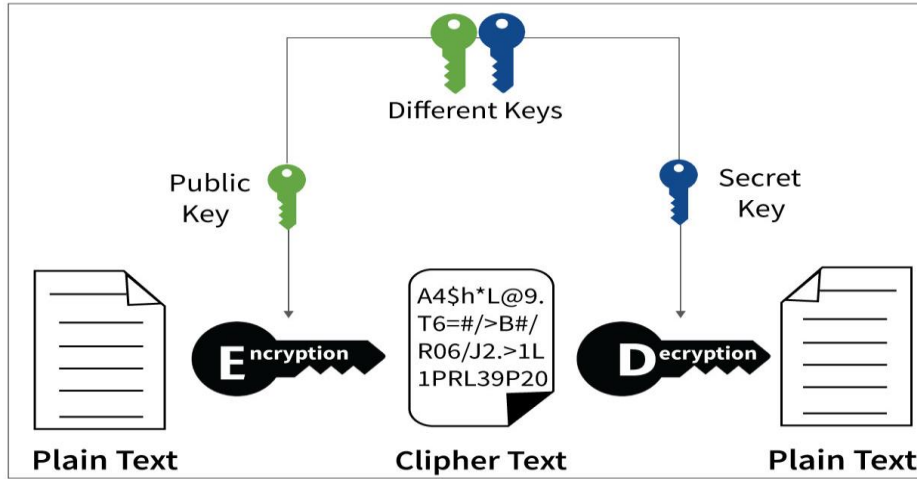 Different Keys
Public
Key
Secret
Key
A4$h*L@9.
T6=#/>B#/
R06/J2.>1L
1PRL39P20
Encryption
Decryption
Plain Text
Clipher Text
Plain Text